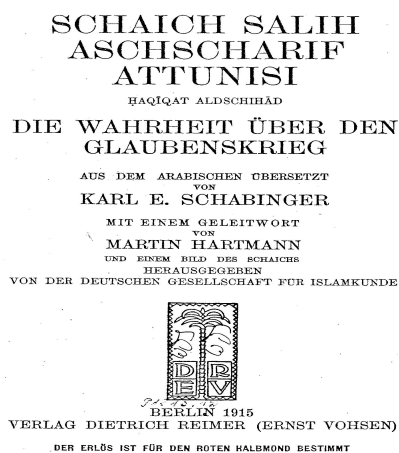 SCHAICH SALIH
ASCHSCHARIF
ATTUNISI
ḤAQĪQAT ALDSCHIHĀD
DIE WAHRHEIT ÜBER DEN
GLAUBENSKRIEG
AUS DEM ARABISCHEN ÜBERSETZT
VON
KARL E. SCHABINGER
MIT EINEM GELEITWORT
VON
MARTIN HARTMANN
UND EINEM BILD DES SCHAICHS
HERAUSGEGEBEN
VON DER DEUTSCHEN GESELLSCHAFT FÜR ISLAMKUNDE
D R
E V
BERLIN 1915
VERLAG DIETRICH REIMER (ERNST VOHSEN)
DER ERLÖS IST FÜR DEN ROTEN HALBMOND BESTIMMT